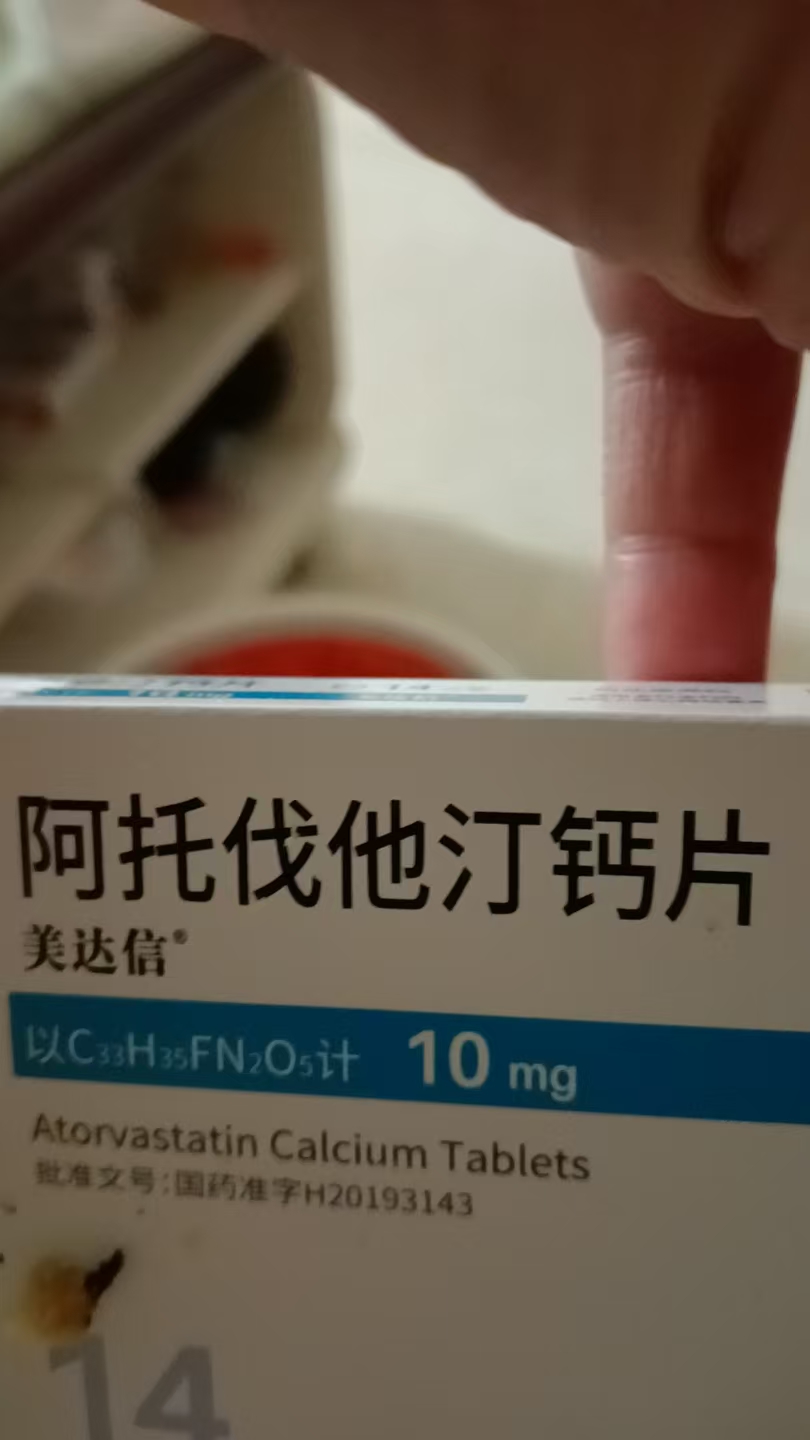 10 mg
阿托伐他汀钙片
美达信®
以C₃₃H₃₅FN₂O₅计 10 mg
Atorvastatin Calcium Tablets
批准文号:国药准字H20193143
14